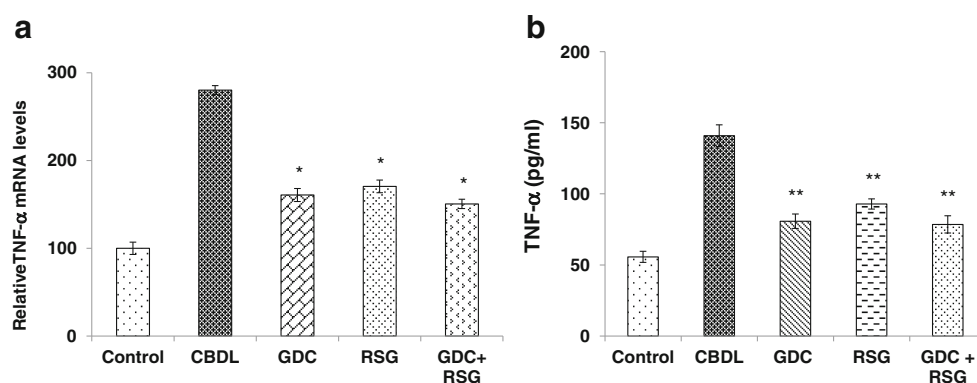 a
RelativeTNF-α mRNA levels
300
200
100
0
*
*
*
Control CBDL GDC RSG GDC+
RSG
b
TNF-α (pg/ml)
200
150
100
50
0
**
**
**
Control CBDL GDC RSG GDC +
RSG